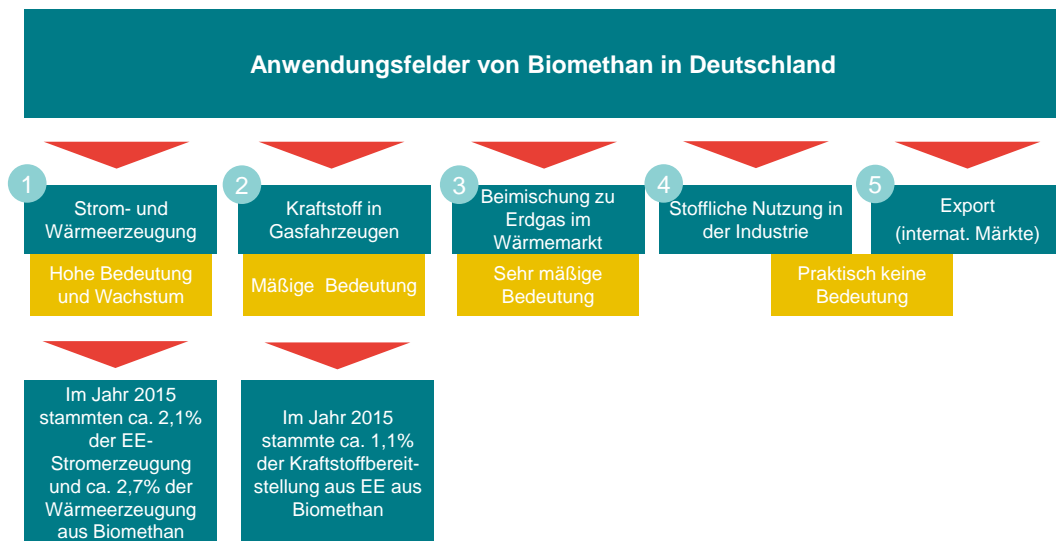 Anwendungsfelder von Biomethan in Deutschland
1
Strom- und
Wärmeerzeugung
Hohe Bedeutung
und Wachstum
2
Kraftstoff in
Gasfahrzeugen
Mäßige Bedeutung
3
Beimischung zu
Erdgas im
Wärmemarkt
Sehr mäßige
Bedeutung
4
Stoffliche Nutzung in
der Industrie
5
Export
(internat. Märkte)
Praktisch keine
Bedeutung
Im Jahr 2015
stammten ca. 2,1%
der EE-
Stromerzeugung
und ca. 2,7% der
Wärmeerzeugung
aus Biomethan
Im Jahr 2015
stammte ca. 1,1%
der Kraftstoffbereit-
stellung aus EE aus
Biomethan